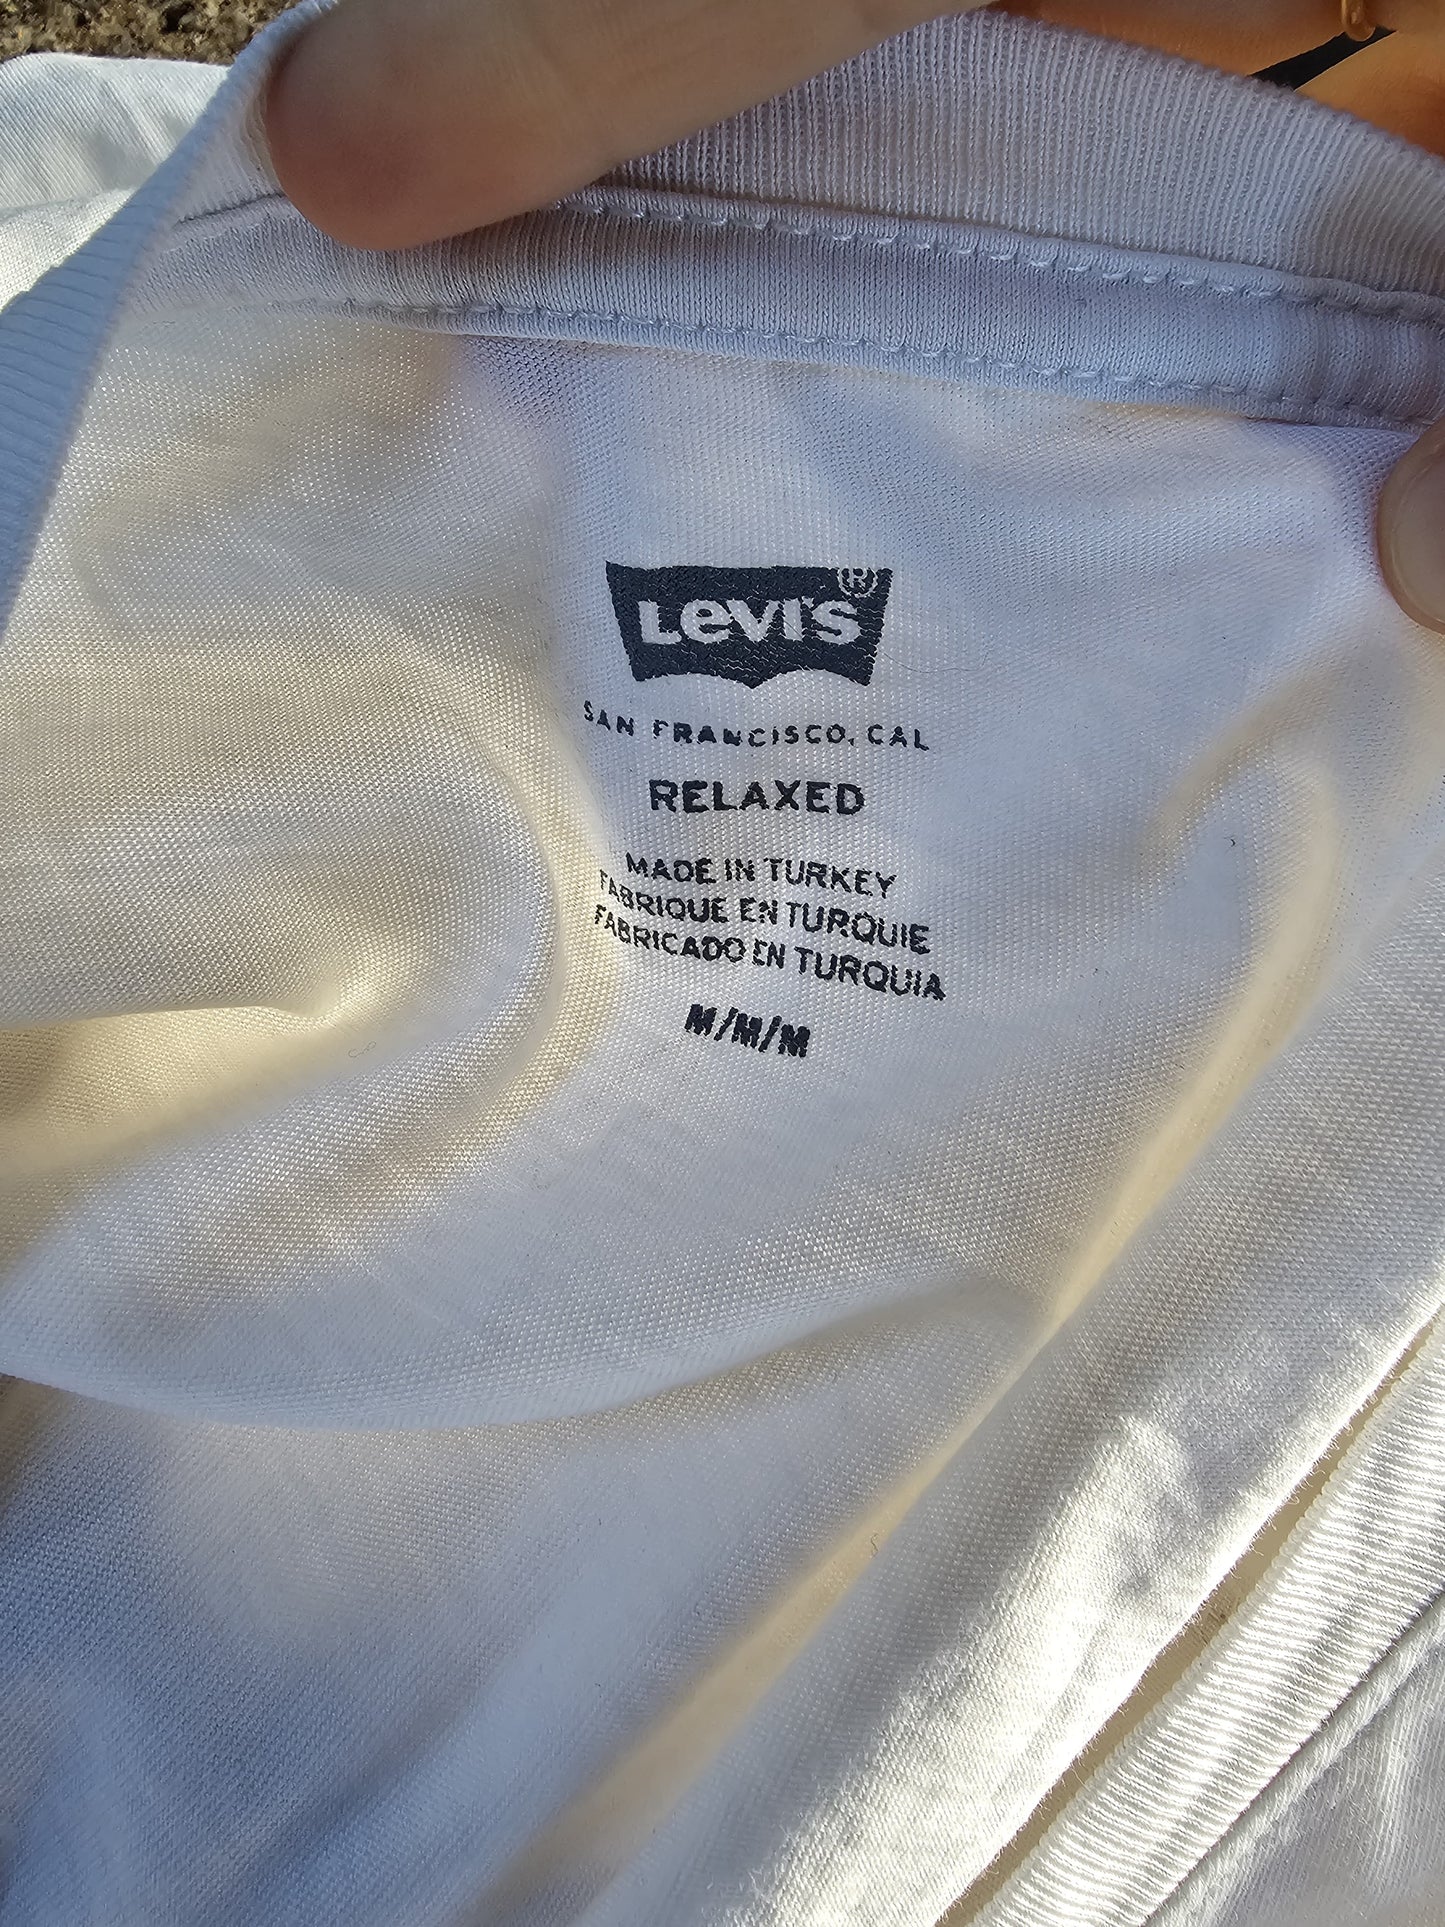 Levi's®
SAN FRANCISCO, CAL
RELAXED
MADE IN TURKEY
FABRIQUE EN TURQUIE
FABRICADO EN TURQUIA
M/M/M